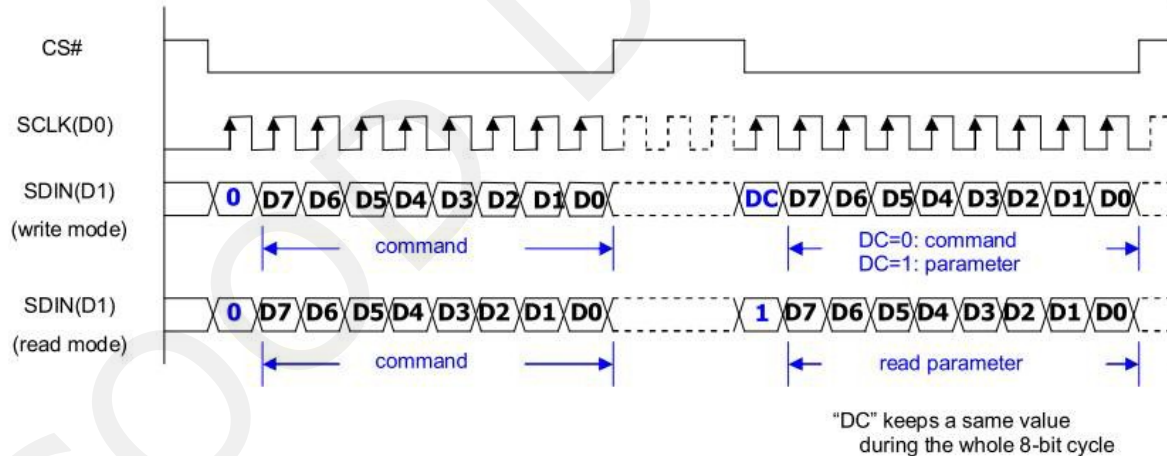 CS#
SCLK(D0)
SDIN(D1) 0 D7 D6 D5 D4 D3 D2 D1 D0 DC D7 D6 D5 D4 D3 D2 D1 D0
(write mode) command DC=0: command
DC=1: parameter
SDIN(D1) 0 D7 D6 D5 D4 D3 D2 D1 D0 1 D7 D6 D5 D4 D3 D2 D1 D0
(read mode) command read parameter
“DC” keeps a same value
during the whole 8-bit cycle